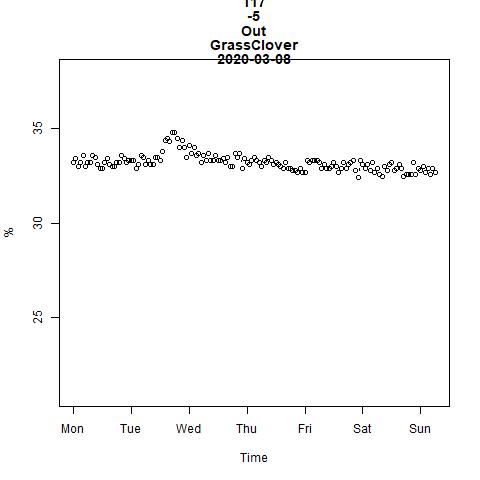 117
-5
Out
GrassClover
2020-03-08
35
30
25
%
Mon Tue Wed Thu Fri Sat Sun
Time